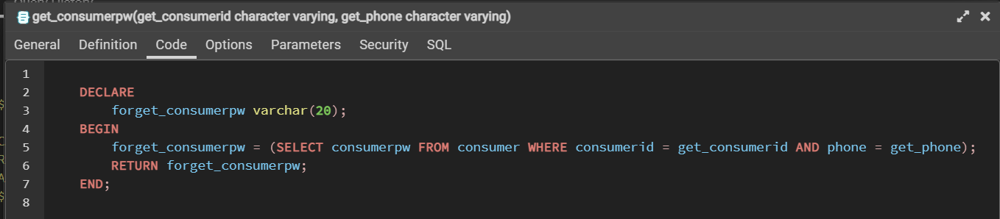 get_consumerpw(get_consumerid character varying, get_phone character varying)
General Definition Code Options Parameters Security SQL
1
2 DECLARE
3 forget_consumerpw varchar(20);
4 BEGIN
5 forget_consumerpw = (SELECT consumerpw FROM consumer WHERE consumerid = get_consumerid AND phone = get_phone);
6 RETURN forget_consumerpw;
7 END;
8